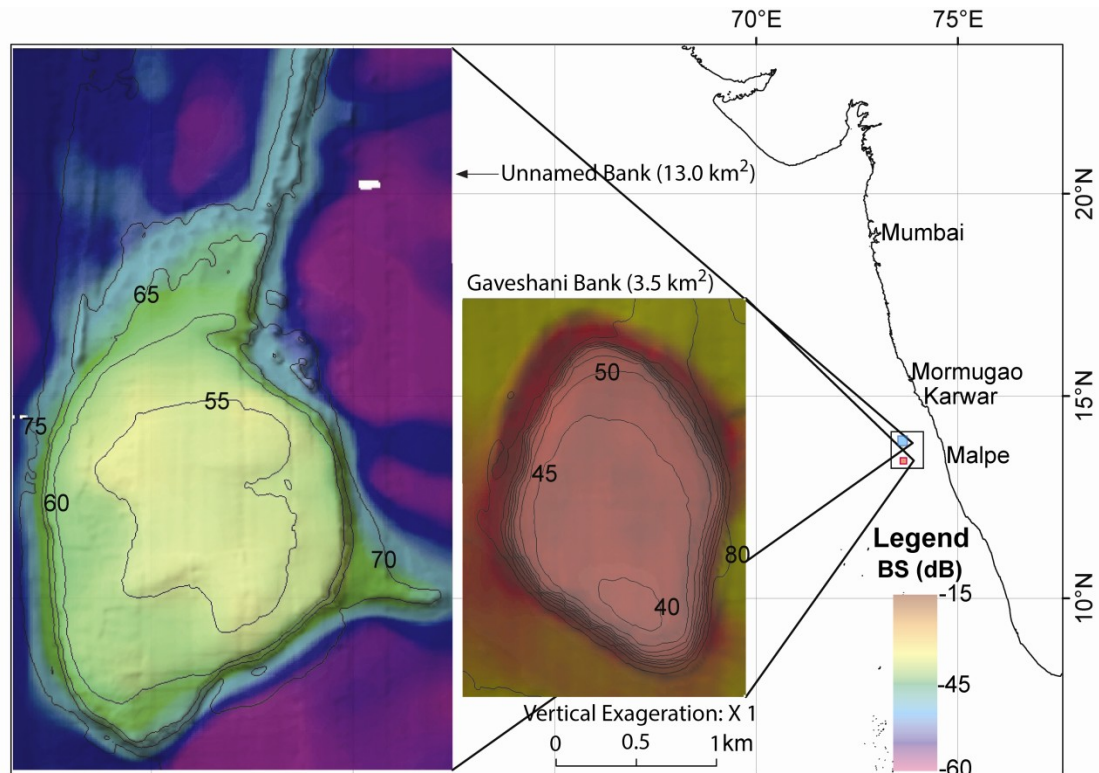 70°E
75°E
Unnamed Bank (13.0 km²)
20°N
Mumbai
65
Gaveshani Bank (3.5 km²)
50
Mormugao
55
Karwar
15°N
75
Malpe
45
60
80
70
Legend
BS (dB)
40
-15
10°N
-45
Vertical Exageration: X 1
0 0.5 1km
-60